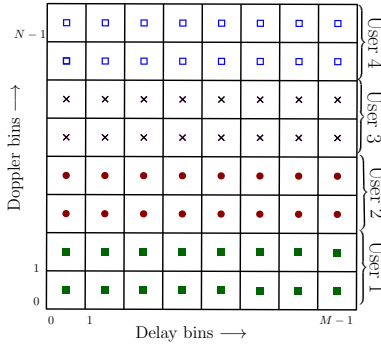 N − 1
Doppler bins ⟶
1
0
0
1
M − 1
Delay bins ⟶
User 4
User 3
User 2
User 1